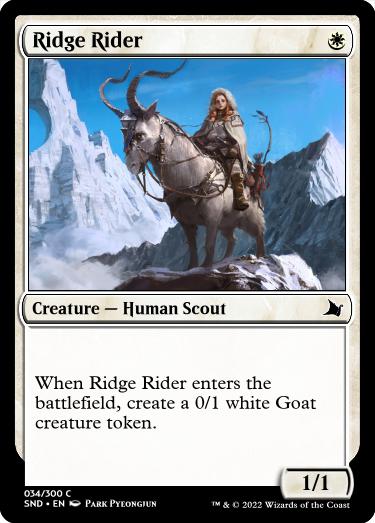 Ridge Rider
Creature — Human Scout
When Ridge Rider enters the
battlefield, create a 0/1 white Goat
creature token.
1/1
034/300 C
SND • EN PARK PYEONGJUN
™ & © 2022 Wizards of the Coast